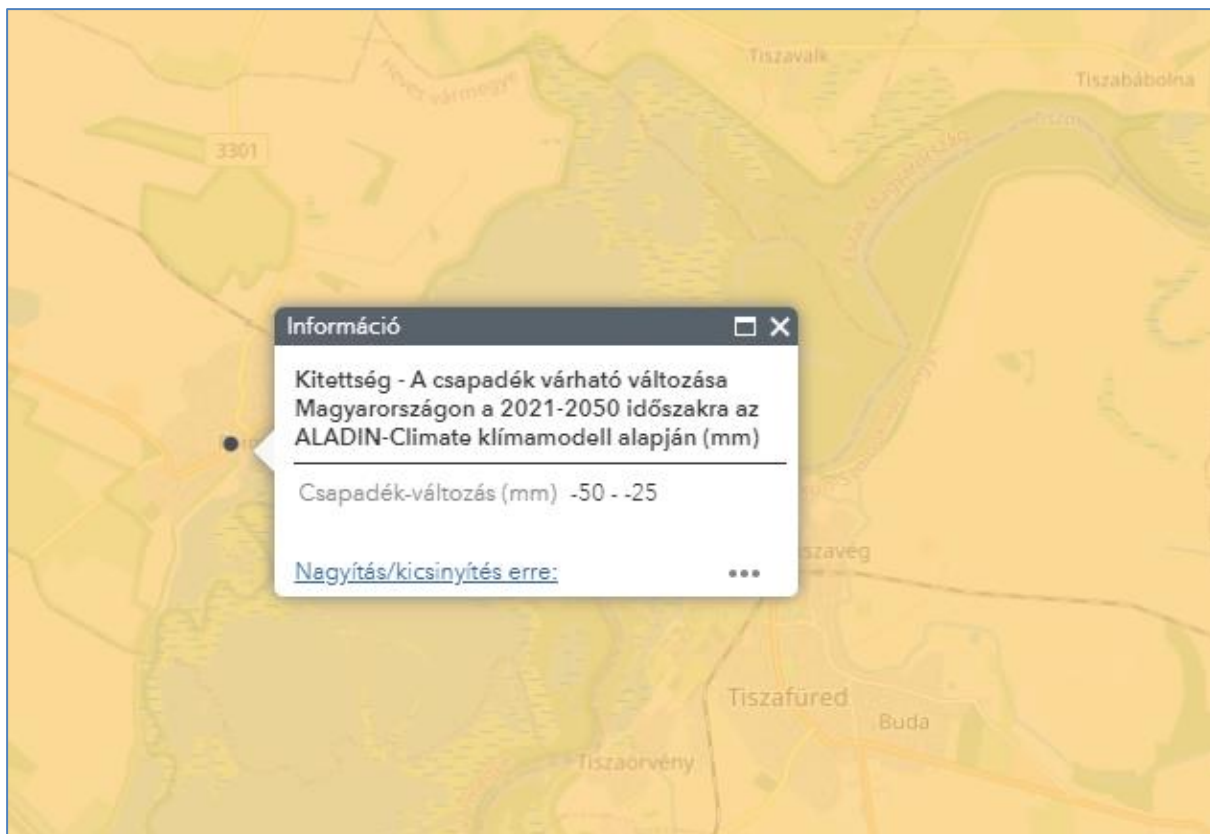 Tiszavalk
Tiszabábolna
Heves vármegye
Tisza
3301
Információ
Kitettség - A csapadék várható változása
Magyarországon a 2021-2050 időszakra az
ALADIN-Climate klímamodell alapján (mm)
Csapadék-változás (mm) -50 - -25
Nagyítás/kicsinyítés erre:
Tiszafüred
Buda
Tiszaörvény